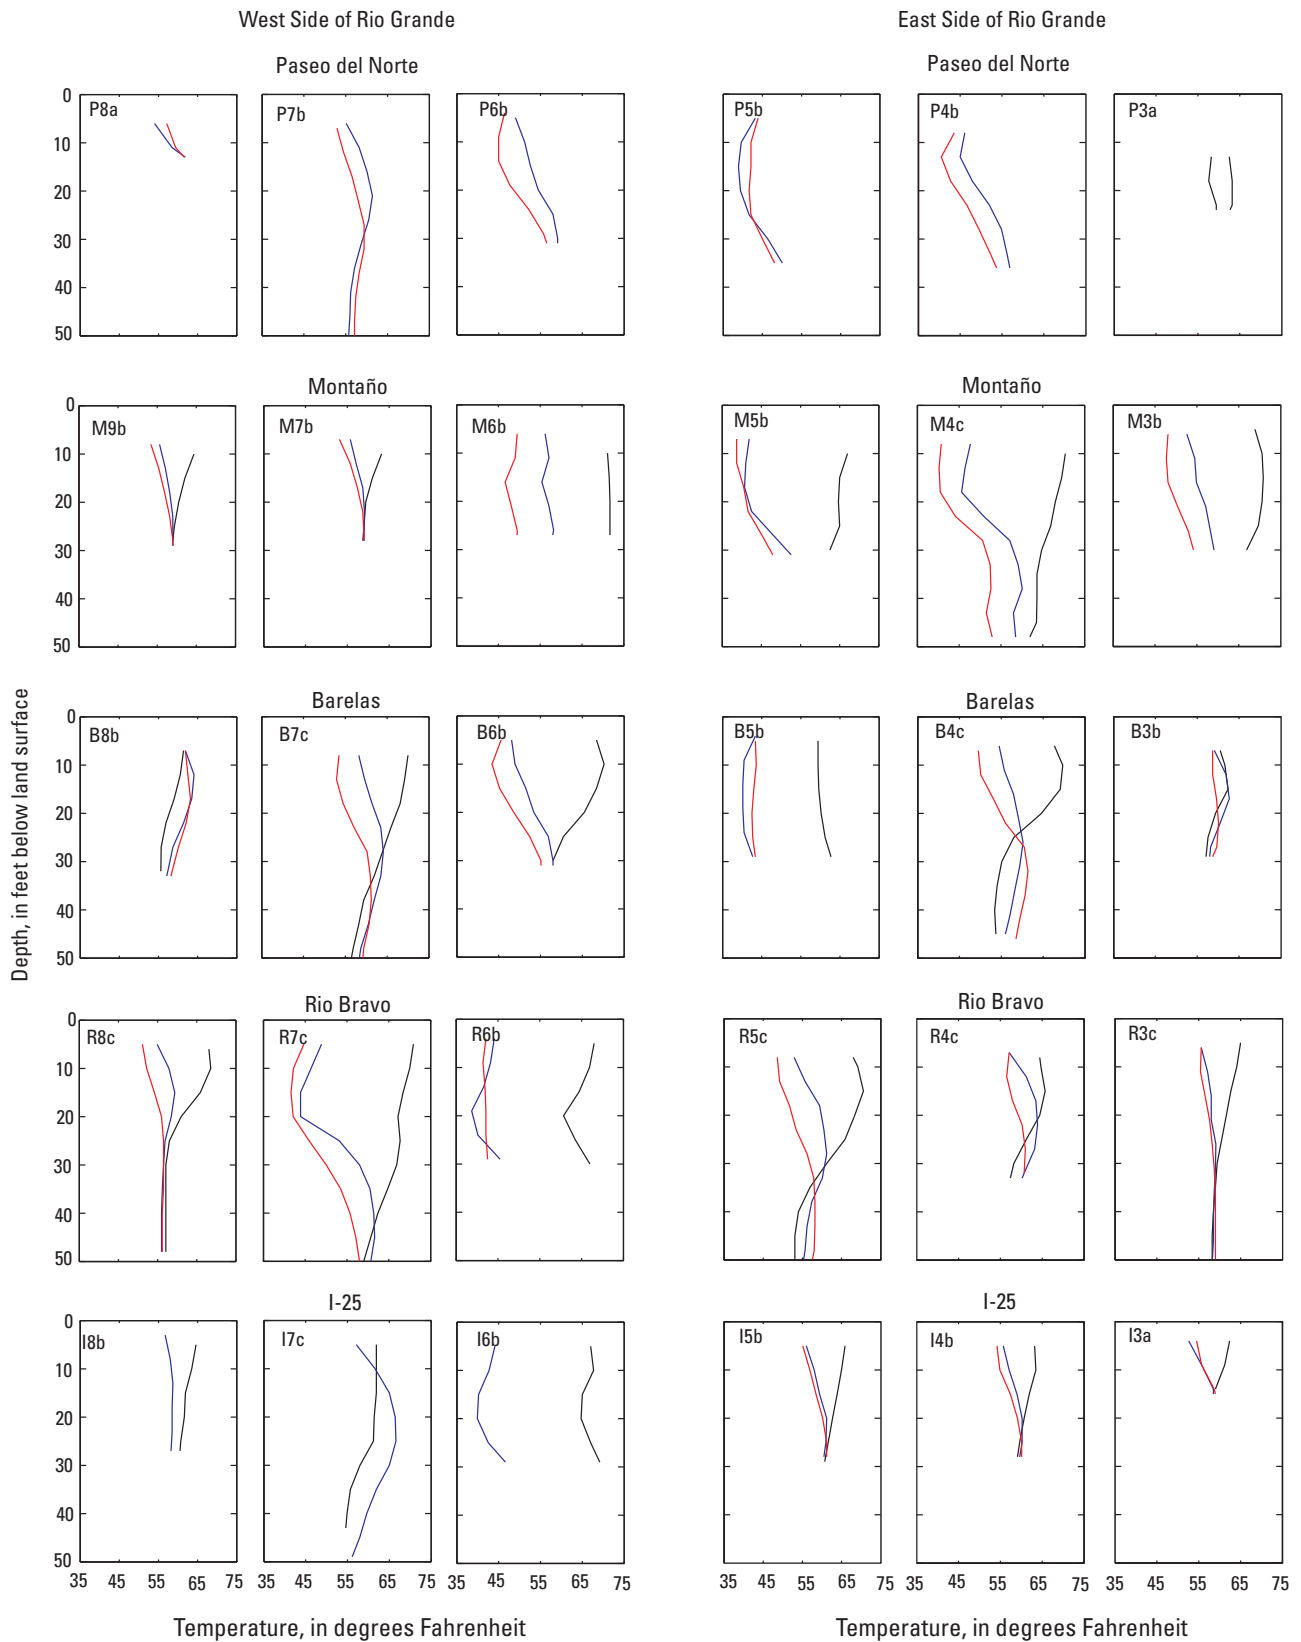 West Side of Rio Grande
East Side of Rio Grande
Paseo del Norte
Paseo del Norte
0
10
20
30
40
50
P8a
P7b
P6b
P5b
P4b
P3a
Montaño
Montaño
0
10
20
30
40
50
M9b
M7b
M6b
M5b
M4c
M3b
Barelas
Barelas
0
10
20
30
40
50
B8b
B7c
B6b
B5b
B4c
B3b
Depth, in feet below land surface
Rio Bravo
Rio Bravo
0
10
20
30
40
50
R8c
R7c
R6b
R5c
R4c
R3c
I-25
I-25
0
10
20
30
40
50
I8b
I7c
I6b
I5b
I4b
I3a
35 45 55 65 75 35 45 55 65 75 35 45 55 65 75 35 45 55 65 75 35 45 55 65 75 35 45 55 65 75
Temperature, in degrees Fahrenheit
Temperature, in degrees Fahrenheit